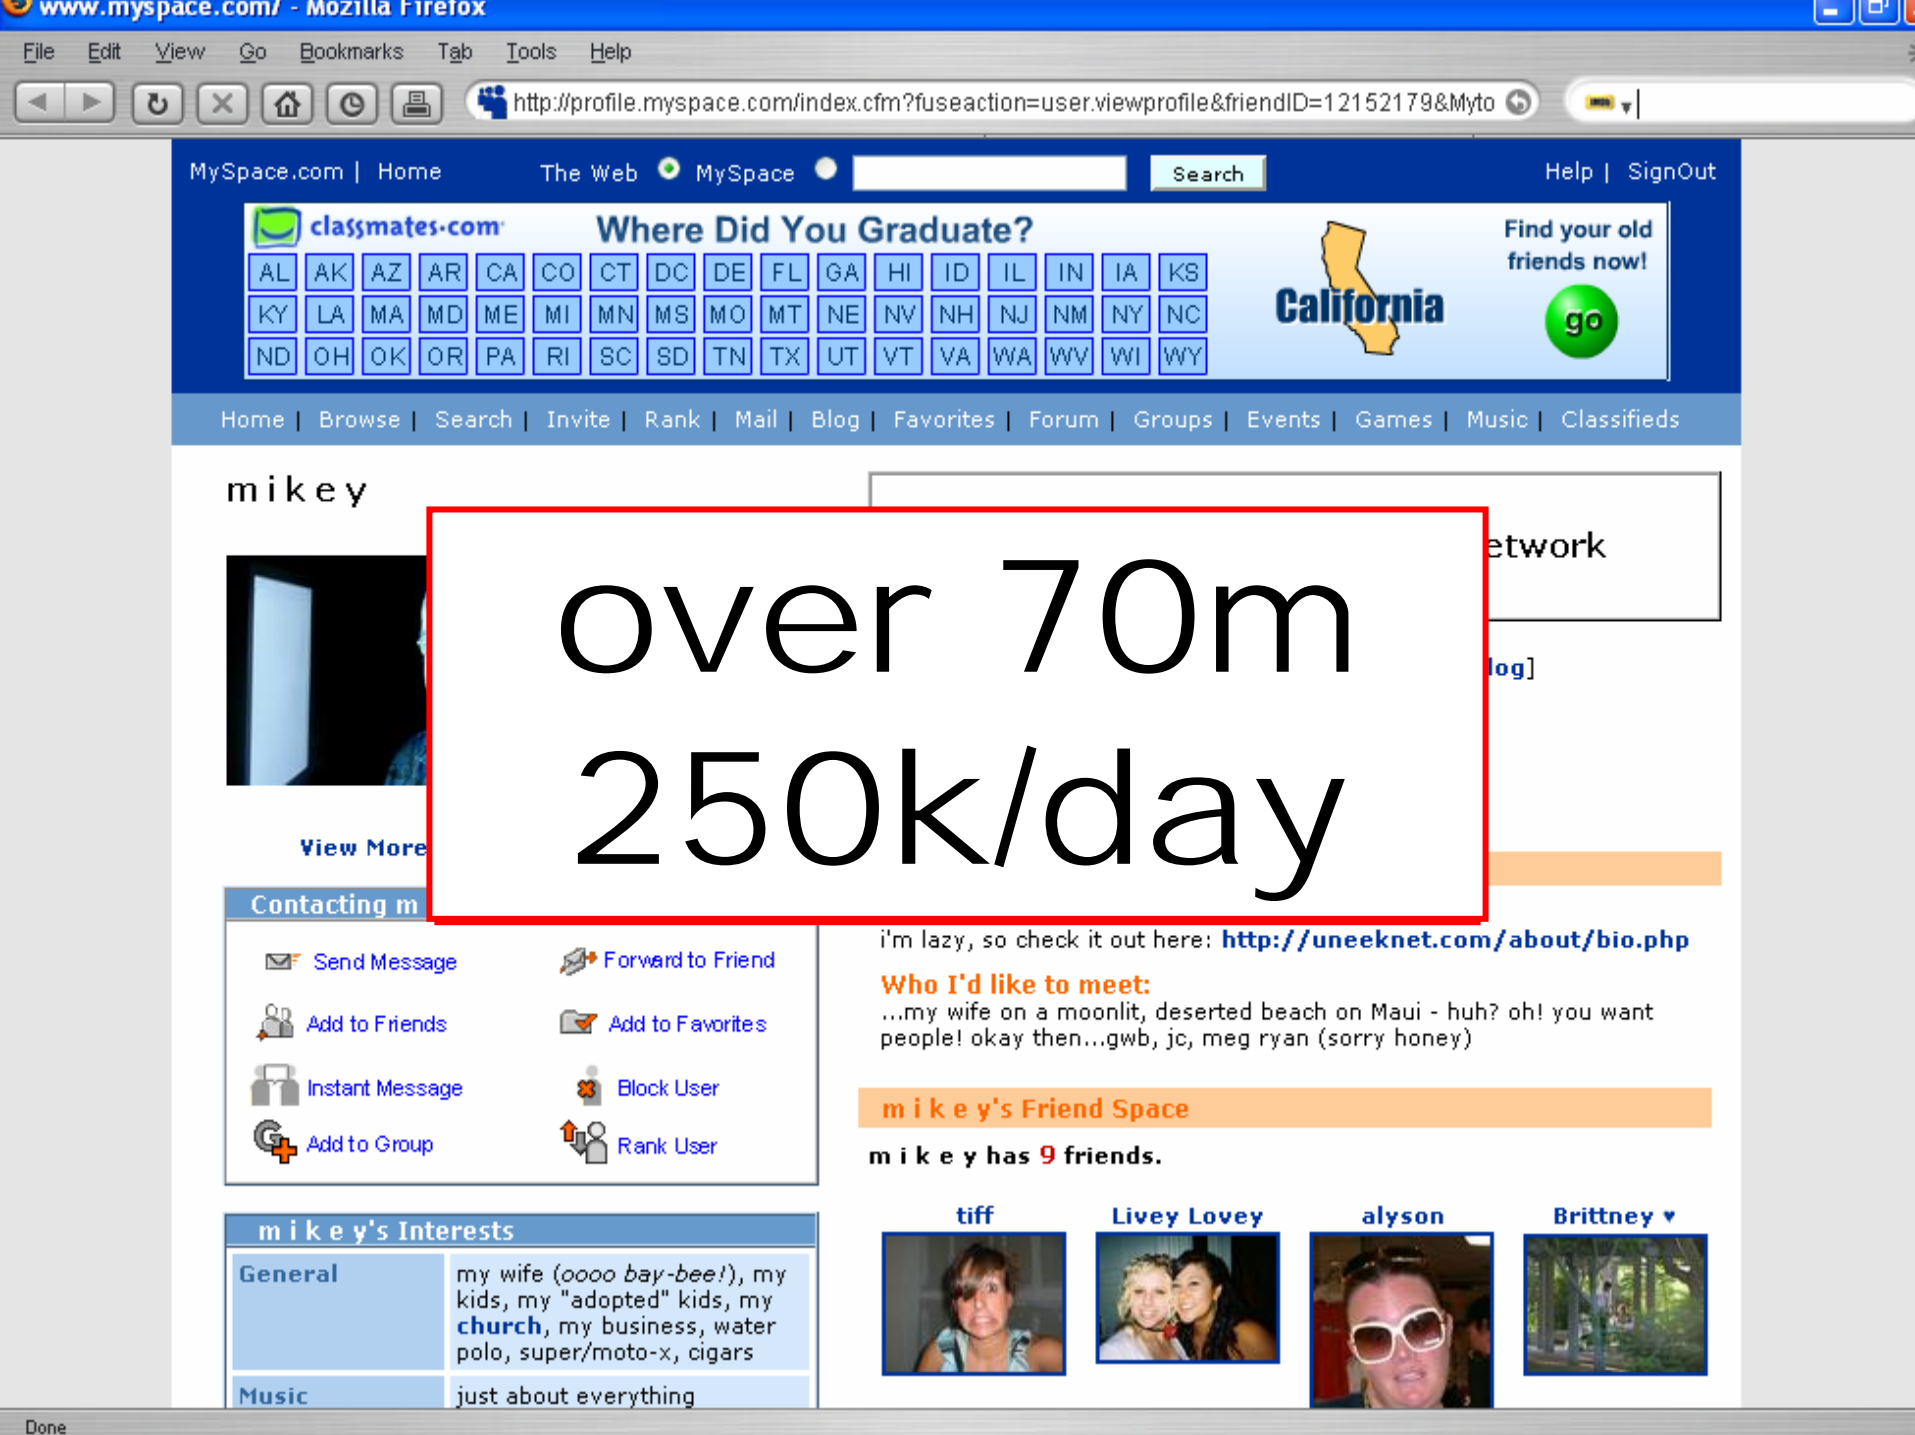 www.myspace.com/ - Mozilla Firefox
File Edit View Go Bookmarks Tab Tools Help
http://profile.myspace.com/index.cfm?fuseaction=user.viewprofile&friendID=12152179&Myto
MySpace.com | Home The Web MySpace Search Help | SignOut
classmates.com Where Did You Graduate?
AL AK AZ AR CA CO CT DC DE FL GA HI ID IL IN IA KS
KY LA MA MD ME MI MN MS MO MT NE NV NH NJ NM NY NC
ND OH OK OR PA RI SC SD TN TX UT VT VA WA WV WI WY
California
Find your old
friends now!
go
Home | Browse | Search | Invite | Rank | Mail | Blog | Favorites | Forum | Groups | Events | Games | Music | Classifieds
m i k e y
etwork
over 70m
250k/day
log]
View More
Contacting m
Send Message Forward to Friend
Add to Friends Add to Favorites
Instant Message Block User
Add to Group Rank User
m i k e y's Interests
General
my wife (oooo bay-bee!), my
kids, my "adopted" kids, my
church, my business, water
polo, super/moto-x, cigars
Music just about everything
i'm lazy, so check it out here: http://uneeknet.com/about/bio.php
Who I'd like to meet:
...my wife on a moonlit, deserted beach on Maui - huh? oh! you want
people! okay then...gwb, jc, meg ryan (sorry honey)
m i k e y's Friend Space
m i k e y has 9 friends.
tiff Livey Lovey alyson Brittney ♥
Done